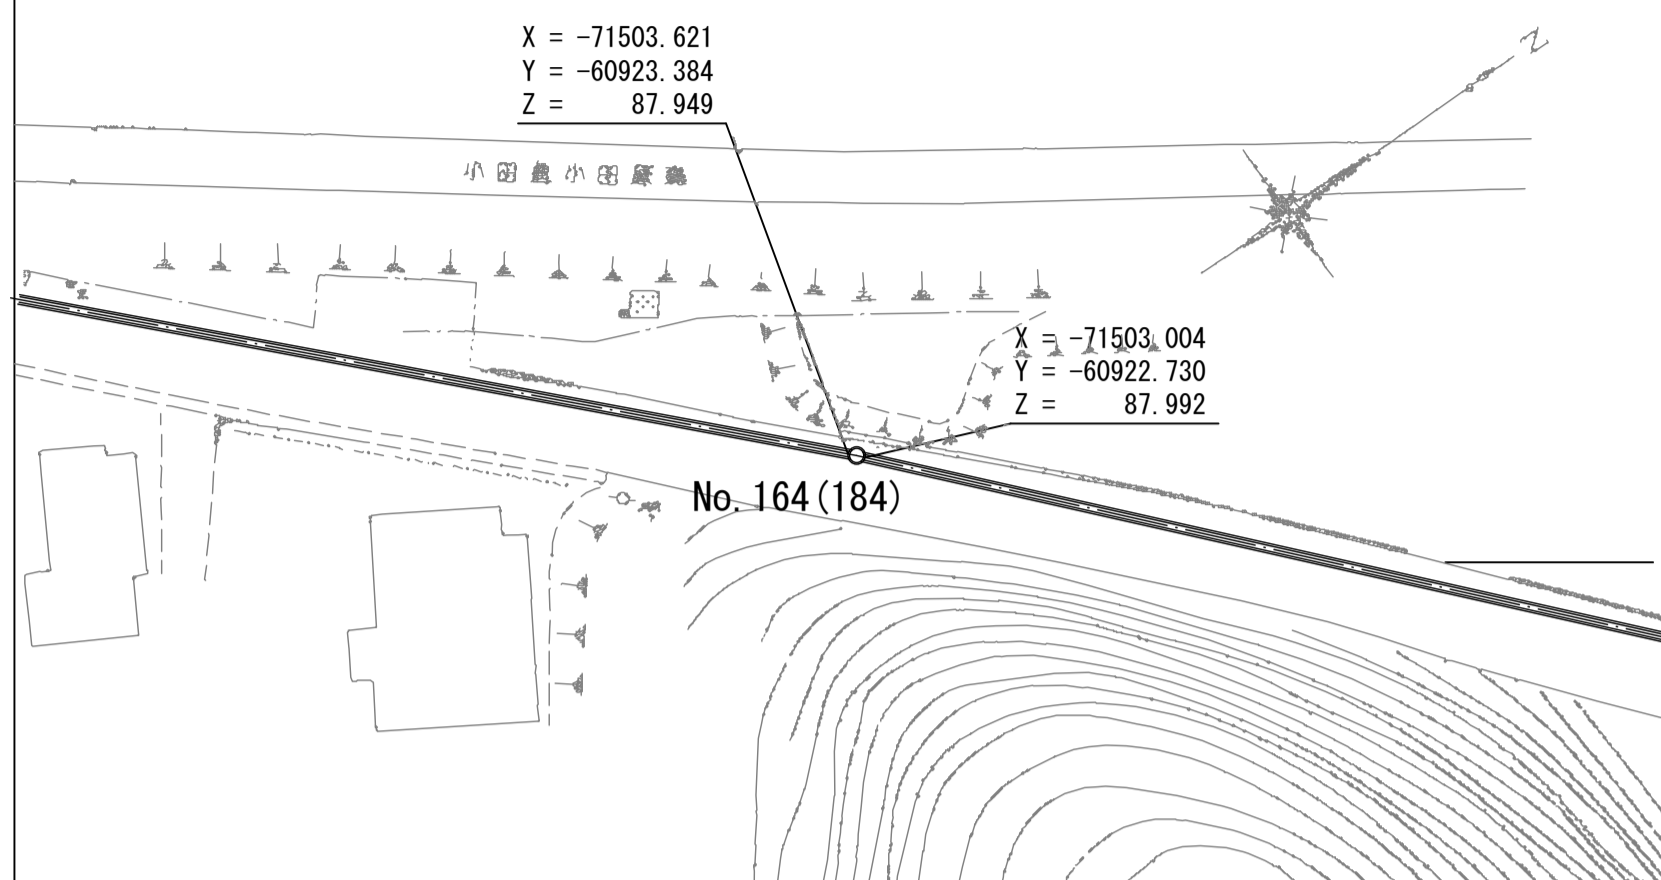 X = -71503.621
Y = -60923.384
Z = 87.949
N
X = -71503.004
Y = -60922.730
Z = 87.992
No.164(184)